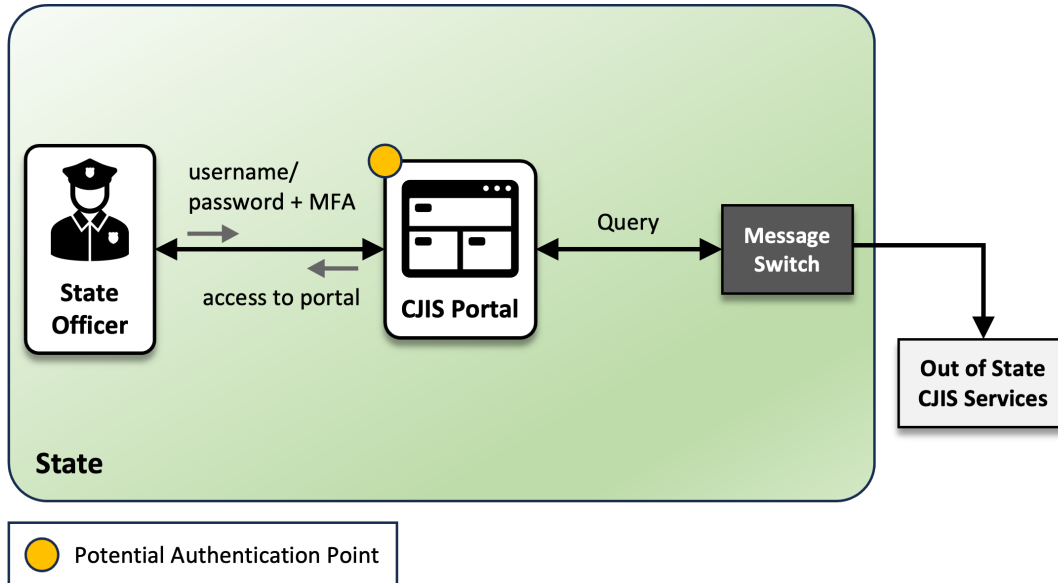 username/
password + MFA
access to portal
State
Officer
CJIS Portal
Query
Message
Switch
Out of State
CJIS Services
State
Potential Authentication Point